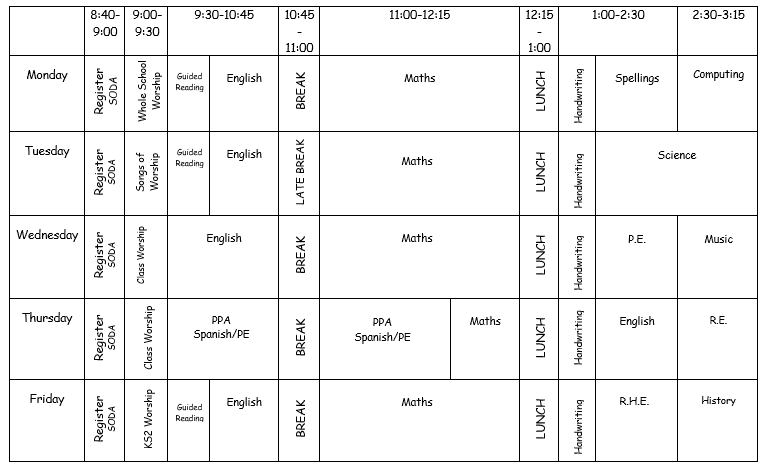 8:40-
9:00
9:00-
9:30
9:30-10:45
10:45
-
11:00
11:00-12:15
12:15
-
1:00
1:00-2:30
2:30-3:15
Monday
Register
SODA
Whole School
Worship
Guided
Reading
English
BREAK
Maths
LUNCH
Handwriting
Spellings
Computing
Tuesday
Register
SODA
Songs of
Worship
Guided
Reading
English
LATE BREAK
Maths
LUNCH
Handwriting
Science
Wednesday
Register
SODA
Class Worship
English
BREAK
Maths
LUNCH
Handwriting
P.E.
Music
Thursday
Register
SODA
Class Worship
PPA
Spanish/PE
BREAK
PPA
Spanish/PE
Maths
LUNCH
Handwriting
English
R.E.
Friday
Register
SODA
KS2 Worship
Guided
Reading
English
BREAK
Maths
LUNCH
Handwriting
R.H.E.
History